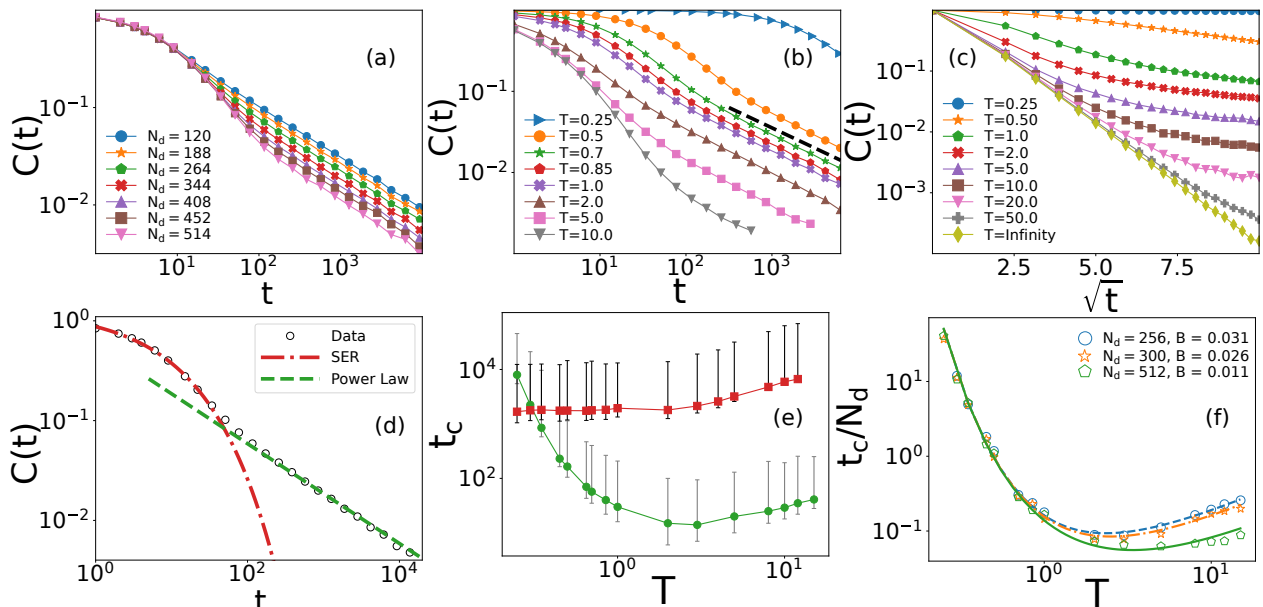 (a)
C(t)
10⁻¹
10⁻²
N_d = 120
N_d = 188
N_d = 264
N_d = 344
N_d = 408
N_d = 452
N_d = 514
10¹
10²
10³
t
(b)
C(t)
10⁻¹
10⁻²
T=0.25
T=0.5
T=0.7
T=0.85
T=1.0
T=2.0
T=5.0
T=10.0
10¹
10²
10³
t
(c)
C(t)
10⁻¹
10⁻²
10⁻³
T=0.25
T=0.50
T=1.0
T=2.0
T=5.0
T=10.0
T=20.0
T=50.0
T=Infinity
2.5
5.0
7.5
√t
(d)
C(t)
10⁰
10⁻¹
10⁻²
Data
SER
Power Law
10⁰
10²
10⁴
t
(e)
t_c
10⁴
10²
10⁰
10¹
T
(f)
t_c/N_d
10¹
10⁰
10⁻¹
N_d = 256, B = 0.031
N_d = 300, B = 0.026
N_d = 512, B = 0.011
10⁰
10¹
T